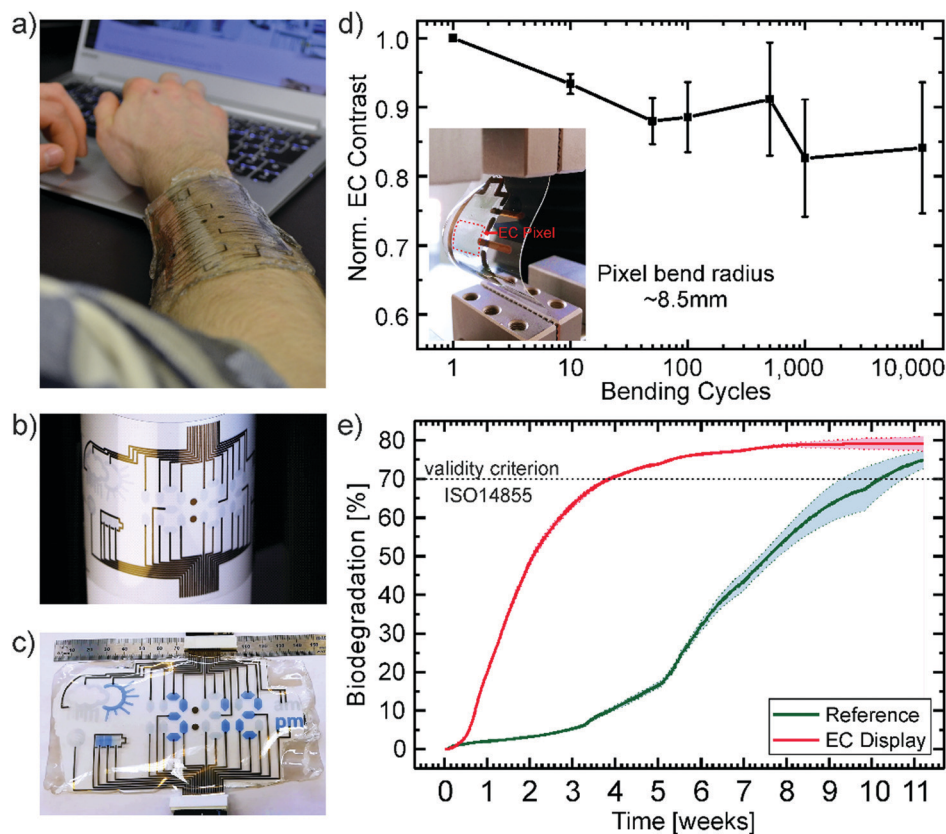 a)
b)
c)
pm
d)
Norm. EC Contrast
1.0
0.9
0.8
0.7
0.6
EC Pixel
Pixel bend radius
~8.5mm
1
10
100
1,000
10,000
Bending Cycles
e)
Biodegradation [%]
80
70
60
50
40
30
20
10
0
validity criterion
ISO14855
Reference
EC Display
0 1 2 3 4 5 6 7 8 9 10 11
Time [weeks]